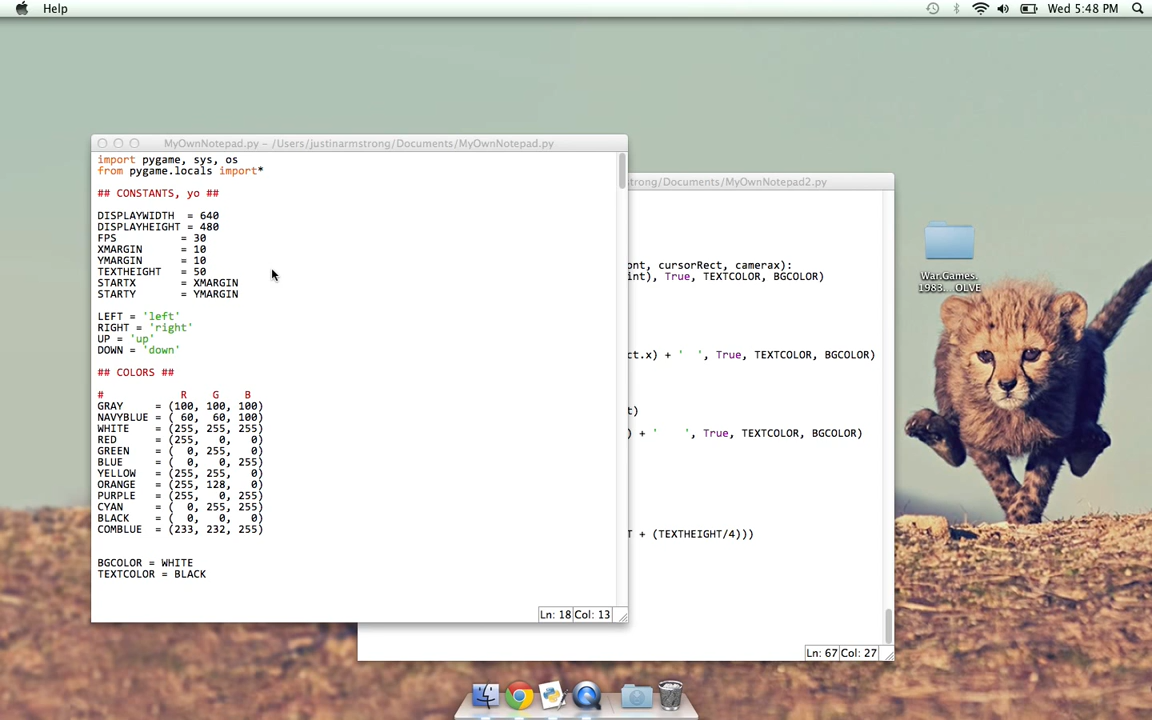 Help
Wed 5:48 PM
MyOwnNotepad.py – /Users/justinarmstrong/Documents/MyOwnNotepad.py
import pygame, sys, os
from pygame.locals import*
## CONSTANTS, yo ##
DISPLAYWIDTH  = 640
DISPLAYHEIGHT = 480
FPS           = 30
XMARGIN       = 10
YMARGIN       = 10
TEXTHEIGHT    = 50
STARTX        = XMARGIN
STARTY        = YMARGIN
LEFT = 'left'
RIGHT = 'right'
UP = 'up'
DOWN = 'down'
## COLORS ##
#              R    G    B
GRAY     = (100, 100, 100)
NAVYBLUE = ( 60,  60, 100)
WHITE    = (255, 255, 255)
RED      = (255,   0,   0)
GREEN    = (  0, 255,   0)
BLUE     = (  0,   0, 255)
YELLOW   = (255, 255,   0)
ORANGE   = (255, 128,   0)
PURPLE   = (255,   0, 255)
CYAN     = (  0, 255, 255)
BLACK    = (  0,   0,   0)
COMBLUE  = (233, 232, 255)
BGCOLOR = WHITE
TEXTCOLOR = BLACK
Ln: 18 Col: 13
strong/Documents/MyOwnNotepad2.py
ont, cursorRect, camerax):
int), True, TEXTCOLOR, BGCOLOR)
ct.x) + '  ', True, TEXTCOLOR, BGCOLOR)
t)
) + '    ', True, TEXTCOLOR, BGCOLOR)
T + (TEXTHEIGHT/4)))
Ln: 67 Col: 27
War.Games.
1983... OLVE